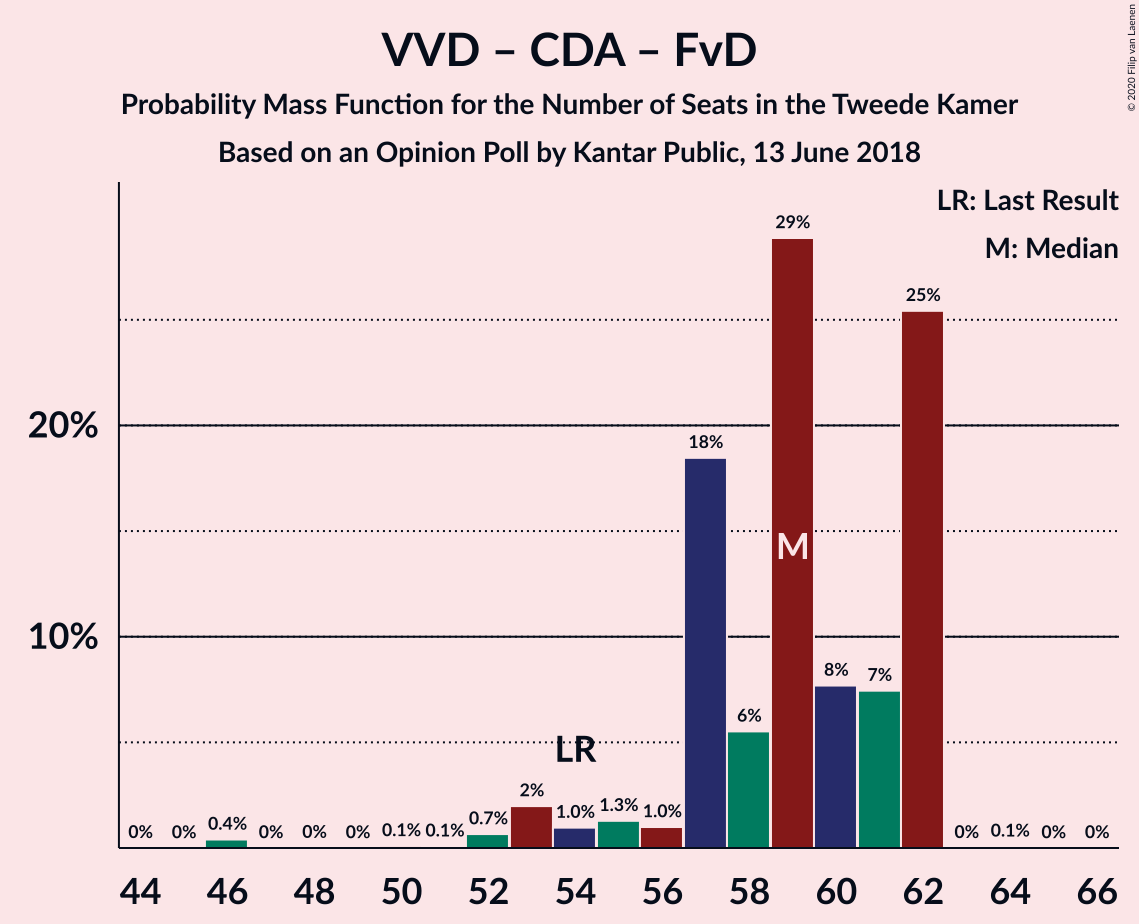 VVD – CDA – FvD
Probability Mass Function for the Number of Seats in the Tweede Kamer
Based on an Opinion Poll by Kantar Public, 13 June 2018
© 2020 Filip van Laenen
LR: Last Result
M: Median
20%
10%
0% 0% 0.4% 0% 0% 0% 0.1% 0.1% 0.7% 2% 1.0% 1.3% 1.0% 18% 6% 29% 8% 7% 25% 0% 0.1% 0% 0%
LR
M
44 46 48 50 52 54 56 58 60 62 64 66